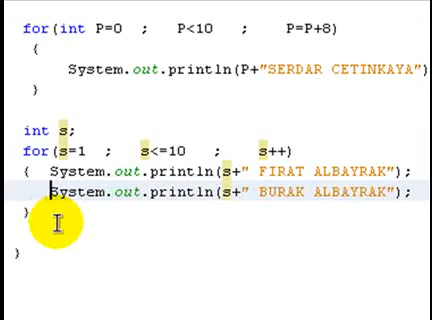 for(int P=0 ; P<10 ; P=P+8)
{
System.out.println(P+"SERDAR CETINKAYA")
}
int s;
for(s=1 ; s<=10 ; s++)
{ System.out.println(s+" FIRAT ALBAYRAK");
System.out.println(s+" BURAK ALBAYRAK");
}
}